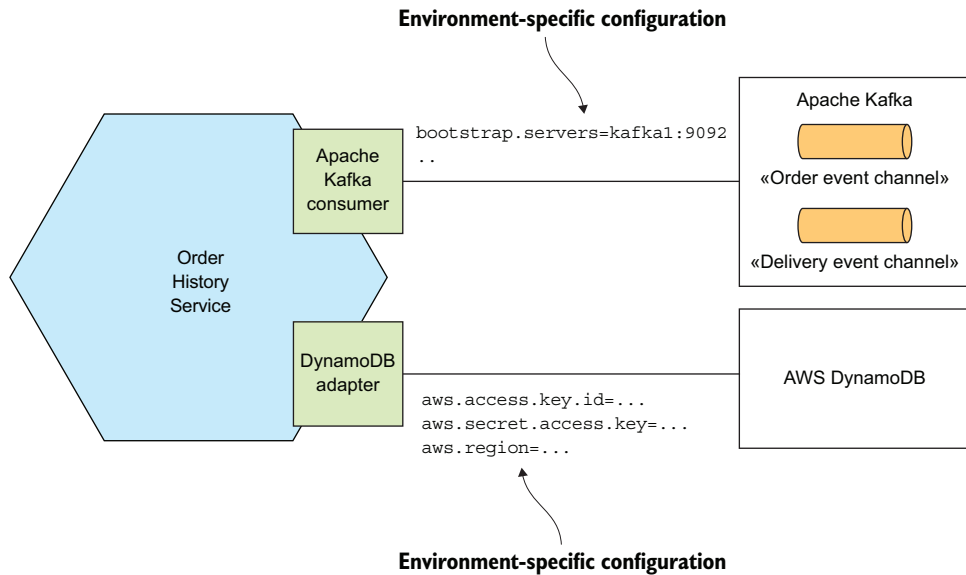 Environment-specific configuration
Apache
Kafka
consumer
bootstrap.servers=kafka1:9092
..
Apache Kafka
«Order event channel»
«Delivery event channel»
Order
History
Service
DynamoDB
adapter
aws.access.key.id=...
aws.secret.access.key=...
aws.region=...
AWS DynamoDB
Environment-specific configuration